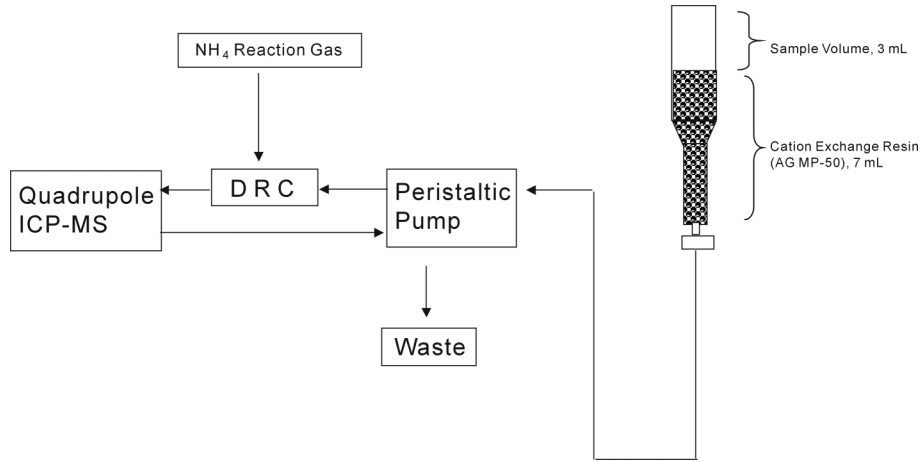 NH₄ Reaction Gas
Sample Volume, 3 mL
Cation Exchange Resin
(AG MP-50), 7 mL
Quadrupole
ICP-MS
DRC
Peristaltic
Pump
Waste